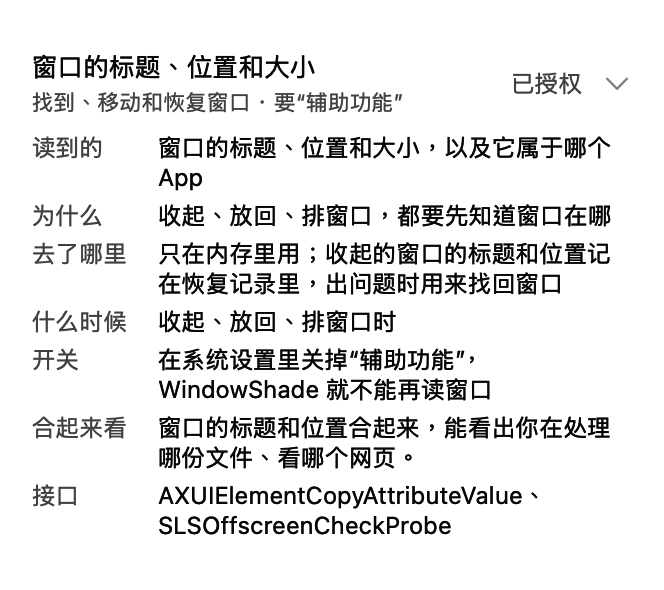 窗口的标题、位置和大小
已授权
找到、移动和恢复窗口·要“辅助功能”
读到的 窗口的标题、位置和大小，以及它属于哪个
App
为什么 收起、放回、排窗口，都要先知道窗口在哪
去了哪里 只在内存里用；收起的窗口的标题和位置记
在恢复记录里，出问题时用来找回窗口
什么时候 收起、放回、排窗口时
开关 在系统设置里关掉“辅助功能”，
WindowShade 就不能再读窗口
合起来看 窗口的标题和位置合起来，能看出你在处理
哪份文件、看哪个网页。
接口 AXUIElementCopyAttributeValue、
SLSOffscreenCheckProbe